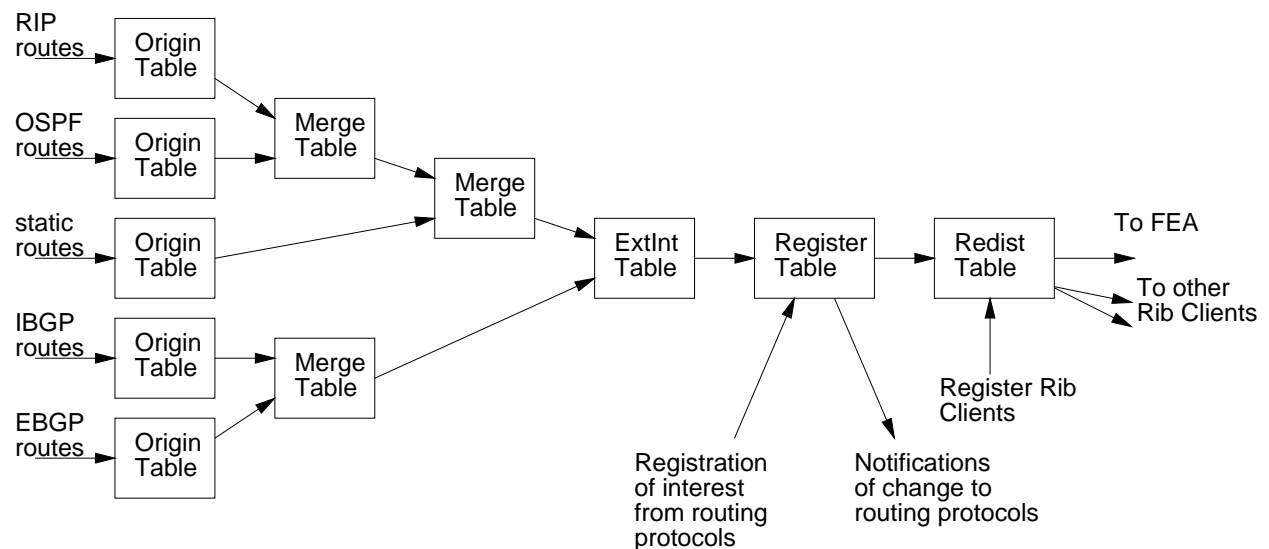 RIP
routes
Origin
Table
OSPF
routes
Origin
Table
Merge
Table
static
routes
Origin
Table
Merge
Table
IBGP
routes
Origin
Table
EBGP
routes
Origin
Table
Merge
Table
ExtInt
Table
Register
Table
Redist
Table
To FEA
To other
Rib Clients
Register Rib
Clients
Registration
of interest
from routing
protocols
Notifications
of change to
routing protocols